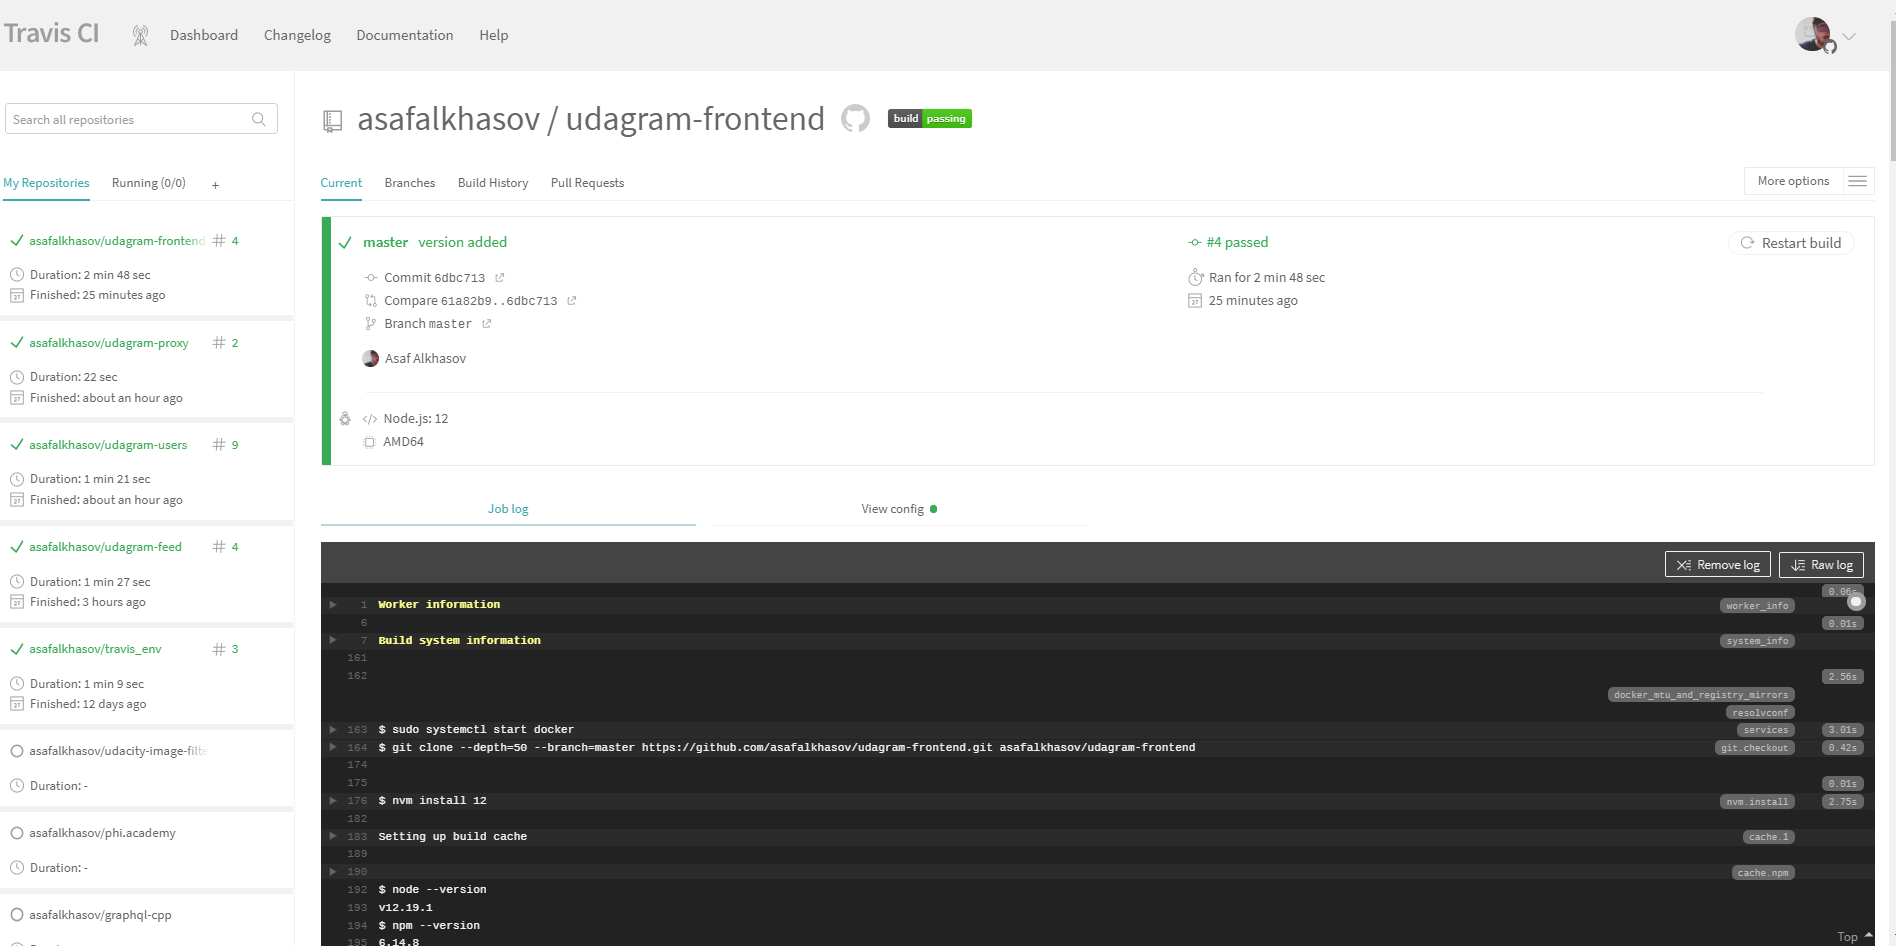 Travis CI
Dashboard Changelog Documentation Help
Search all repositories
My Repositories Running (0/0) +
asafalkhasov/udagram-frontend # 4
Duration: 2 min 48 sec
Finished: 25 minutes ago
asafalkhasov/udagram-proxy # 2
Duration: 22 sec
Finished: about an hour ago
asafalkhasov/udagram-users # 9
Duration: 1 min 21 sec
Finished: about an hour ago
asafalkhasov/udagram-feed # 4
Duration: 1 min 27 sec
Finished: 3 hours ago
asafalkhasov/travis_env # 3
Duration: 1 min 9 sec
Finished: 12 days ago
asafalkhasov/udacity-image-filte
Duration: -
asafalkhasov/phi.academy
Duration: -
asafalkhasov/graphql-cpp
asafalkhasov / udagram-frontend build passing
Current Branches Build History Pull Requests
More options
master version added
Commit 6dbc713
Compare 61a82b9..6dbc713
Branch master
Asaf Alkhasov
#4 passed
Ran for 2 min 48 sec
25 minutes ago
Restart build
Node.js: 12
AMD64
Job log View config
Remove log Raw log
0.06s
1 Worker information worker_info
6 0.01s
7 Build system information system_info
161
162 2.56s
docker_mtu_and_registry_mirrors
resolvconf
163 $ sudo systemctl start docker services 3.01s
164 $ git clone --depth=50 --branch=master https://github.com/asafalkhasov/udagram-frontend.git asafalkhasov/udagram-frontend git.checkout 0.42s
174
175 0.01s
176 $ nvm install 12 nvm.install 2.75s
182
183 Setting up build cache cache.1
189
190 cache.npm
192 $ node --version
193 v12.19.1
194 $ npm --version
195 6.14.8
Top